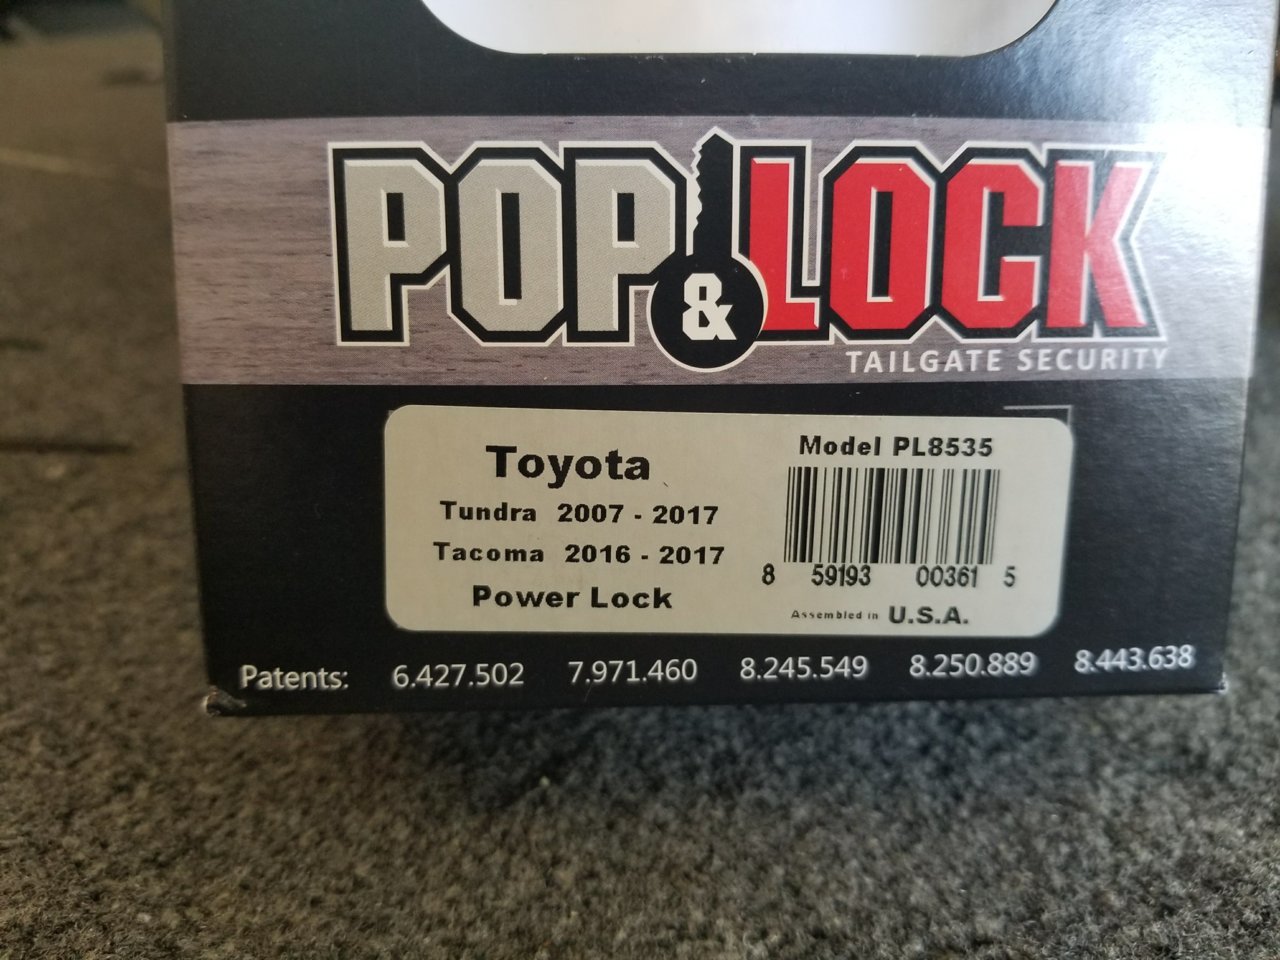 POP & LOCK
TAILGATE SECURITY
Toyota
Tundra 2007 - 2017
Tacoma 2016 - 2017
Power Lock
Model PL8535
8 59193 00361 5
Assembled in U.S.A.
Patents: 6.427.502 7.971.460 8.245.549 8.250.889 8.443.638